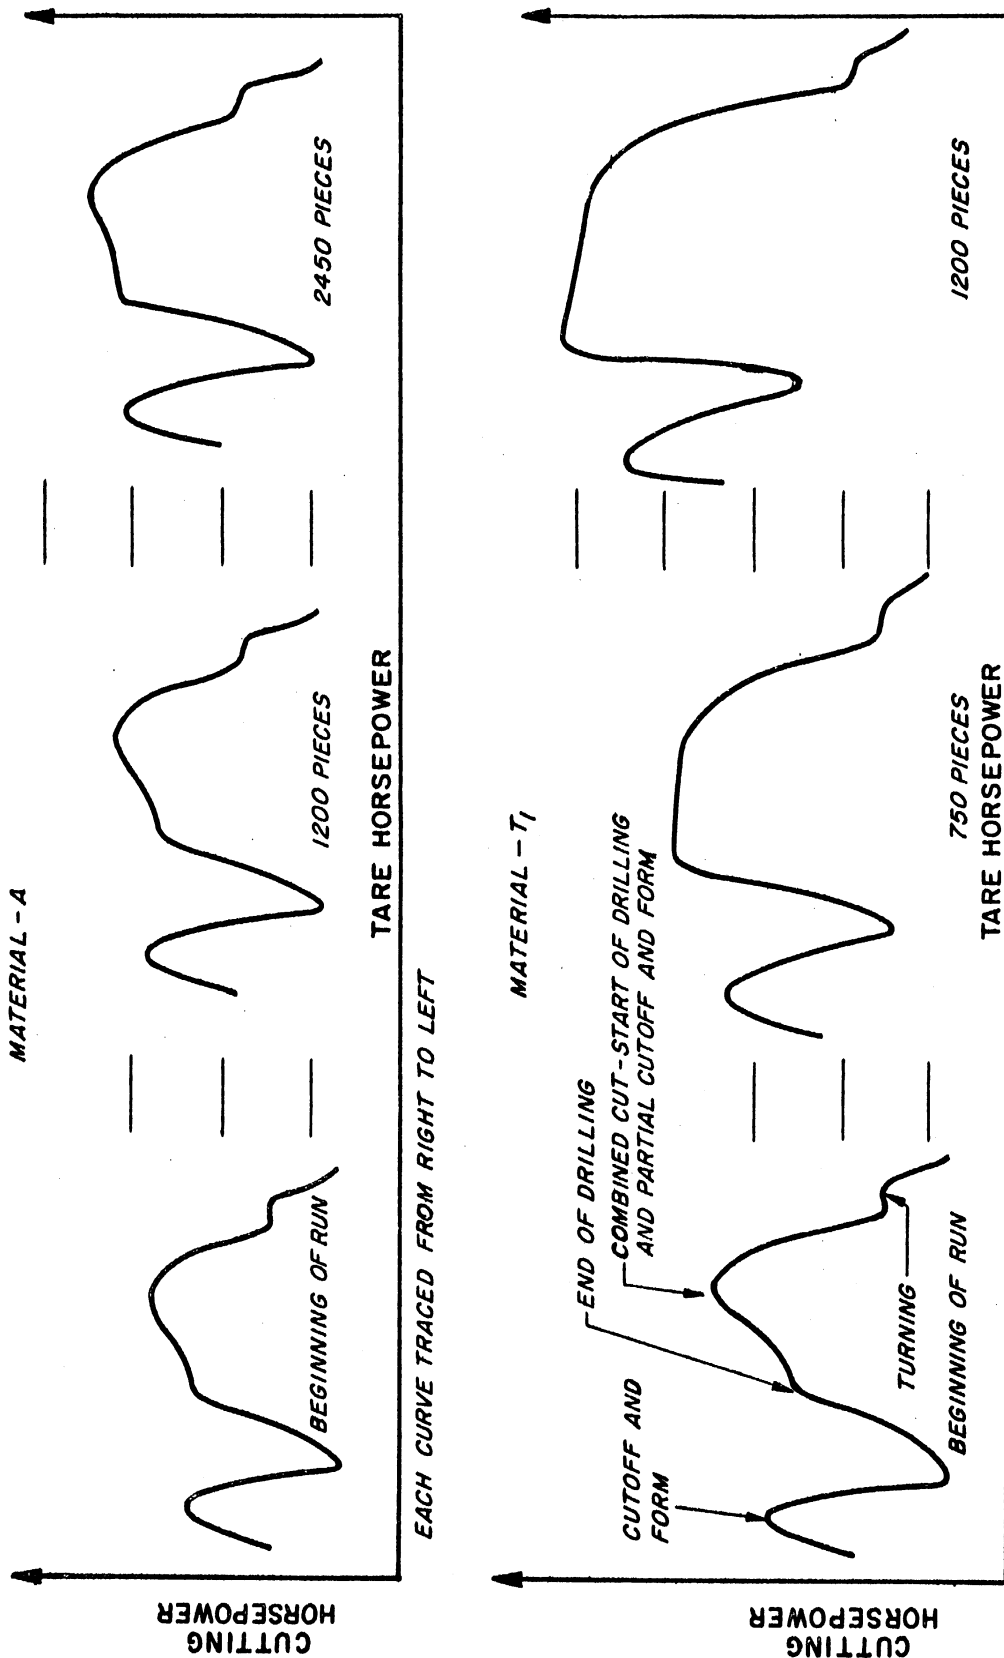 MATERIAL - A
CUTTING
HORSEPOWER
BEGINNING OF RUN
1200 PIECES
2450 PIECES
TARE HORSEPOWER
EACH CURVE TRACED FROM RIGHT TO LEFT
MATERIAL - T1
CUTTING
HORSEPOWER
CUTOFF AND
FORM
END OF DRILLING
COMBINED CUT-START OF DRILLING
AND PARTIAL CUTOFF AND FORM
TURNING
BEGINNING OF RUN
750 PIECES
1200 PIECES
TARE HORSEPOWER